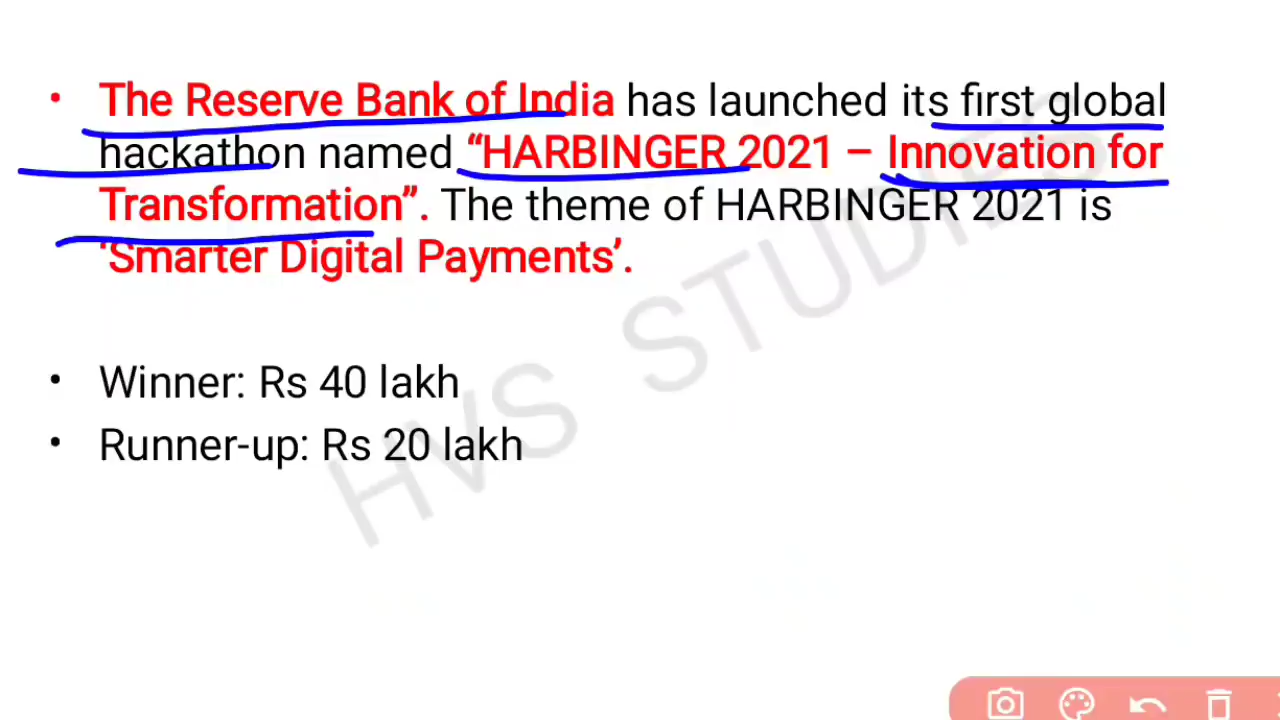 • The Reserve Bank of India has launched its first global
hackathon named “HARBINGER 2021 – Innovation for
Transformation”. The theme of HARBINGER 2021 is
‘Smarter Digital Payments’.
• Winner: Rs 40 lakh
• Runner-up: Rs 20 lakh
HVS STUDIES